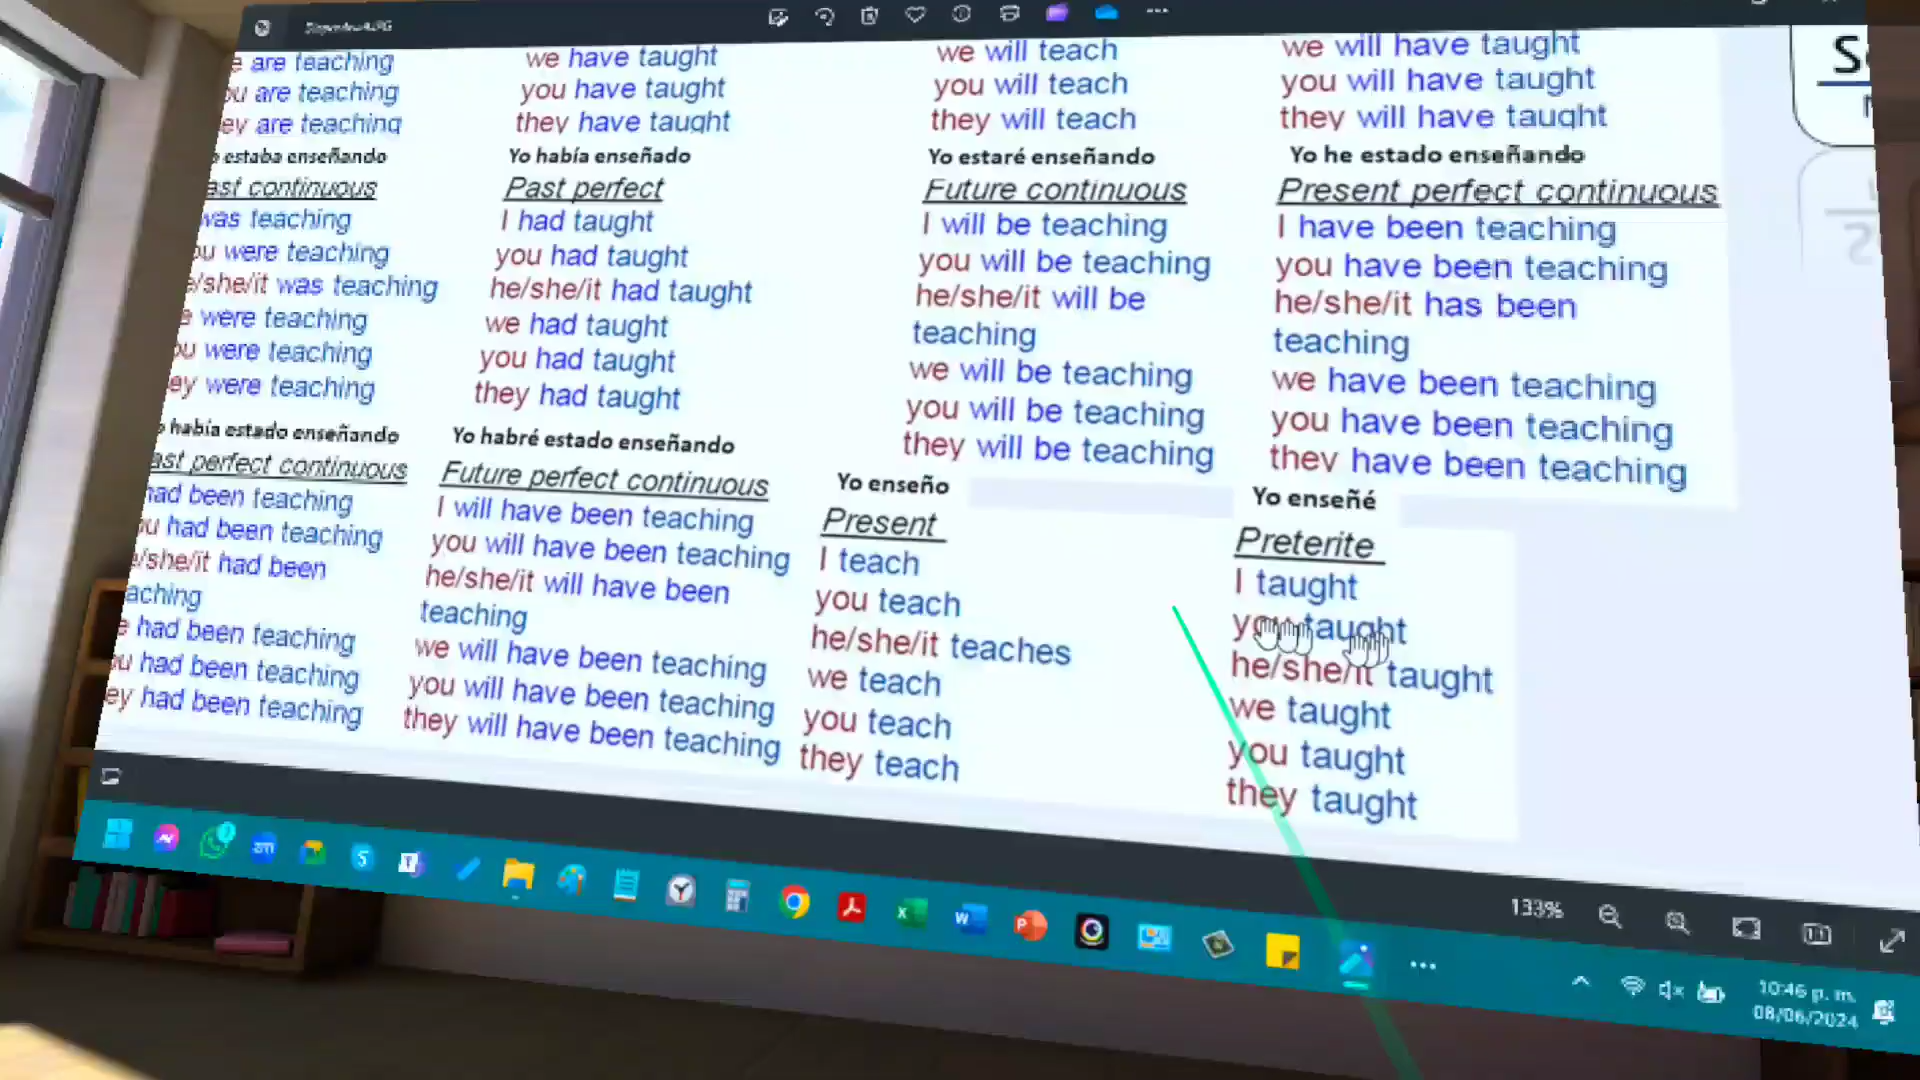 are teaching
are teaching
are teaching
estaba enseñando
continuous
was teaching
were teaching
he/she/it was teaching
were teaching
were teaching
were teaching
había estado enseñando
perfect continuous
had been teaching
had been teaching
he/she/it had been
teaching
had been teaching
had been teaching
had been teaching
we have taught
you have taught
they have taught
Yo había enseñado
Past perfect
I had taught
you had taught
he/she/it had taught
we had taught
you had taught
they had taught
Yo habré estado enseñando
Future perfect continuous
I will have been teaching
you will have been teaching
he/she/it will have been
teaching
we will have been teaching
you will have been teaching
they will have been teaching
we will teach
you will teach
they will teach
Yo estaré enseñando
Future continuous
I will be teaching
you will be teaching
he/she/it will be
teaching
we will be teaching
you will be teaching
they will be teaching
Yo enseño
Present
I teach
you teach
he/she/it teaches
we teach
you teach
they teach
we will have taught
you will have taught
they will have taught
Yo he estado enseñando
Present perfect continuous
I have been teaching
you have been teaching
he/she/it has been
teaching
we have been teaching
you have been teaching
they have been teaching
Yo enseñé
Preterite
I taught
you taught
he/she/it taught
we taught
you taught
they taught
133%
10:46 p. m.
08/06/2024